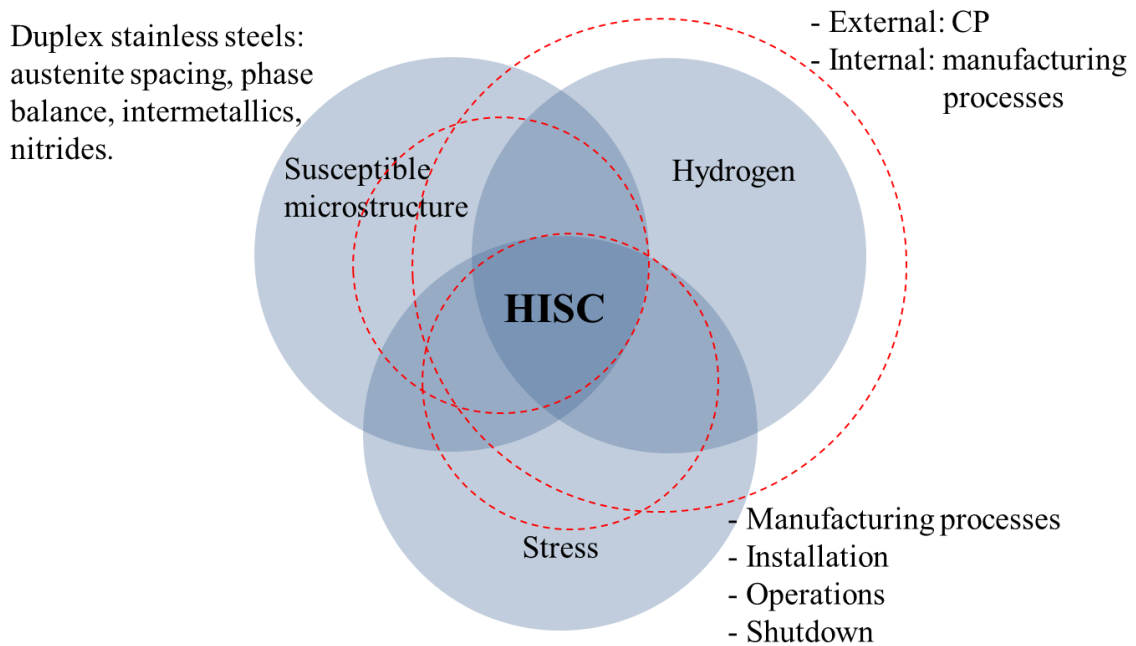 Duplex stainless steels:
austenite spacing, phase
balance, intermetallics,
nitrides.
- External: CP
- Internal: manufacturing
processes
Susceptible
microstructure
Hydrogen
HISC
Stress
- Manufacturing processes
- Installation
- Operations
- Shutdown